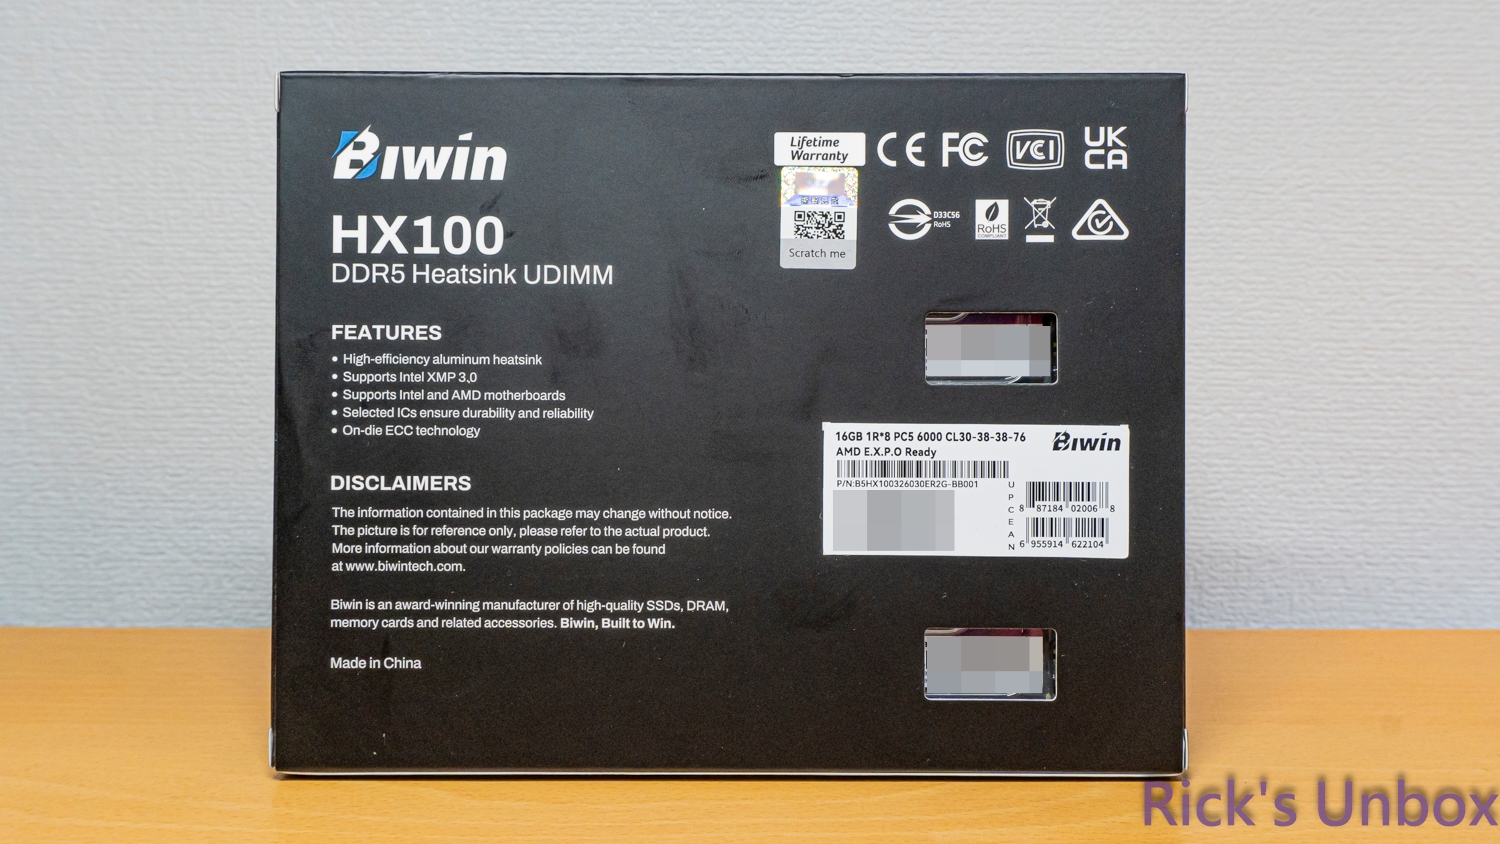 Biwin
HX100
DDR5 Heatsink UDIMM
FEATURES
• High-efficiency aluminum heatsink
• Supports Intel XMP 3.0
• Supports Intel and AMD motherboards
• Selected ICs ensure durability and reliability
• On-die ECC technology
DISCLAIMERS
The information contained in this package may change without notice.
The picture is for reference only, please refer to the actual product.
More information about our warranty policies can be found
at www.biwintech.com.
Biwin is an award-winning manufacturer of high-quality SSDs, DRAM,
memory cards and related accessories. Biwin, Built to Win.
Made in China
Lifetime
Warranty
Scratch me
CE FC VCI UK
CA
D33C56
RoHS
RoHS
COMPLIANT
16GB 1R*8 PC5 6000 CL30-38-38-76
AMD E.X.P.O Ready
Biwin
P/N:B5HX100326030ER2G-BB001
UPC
8 87184 02006 8
EAN
6 955914 622104
Rick's Unbox